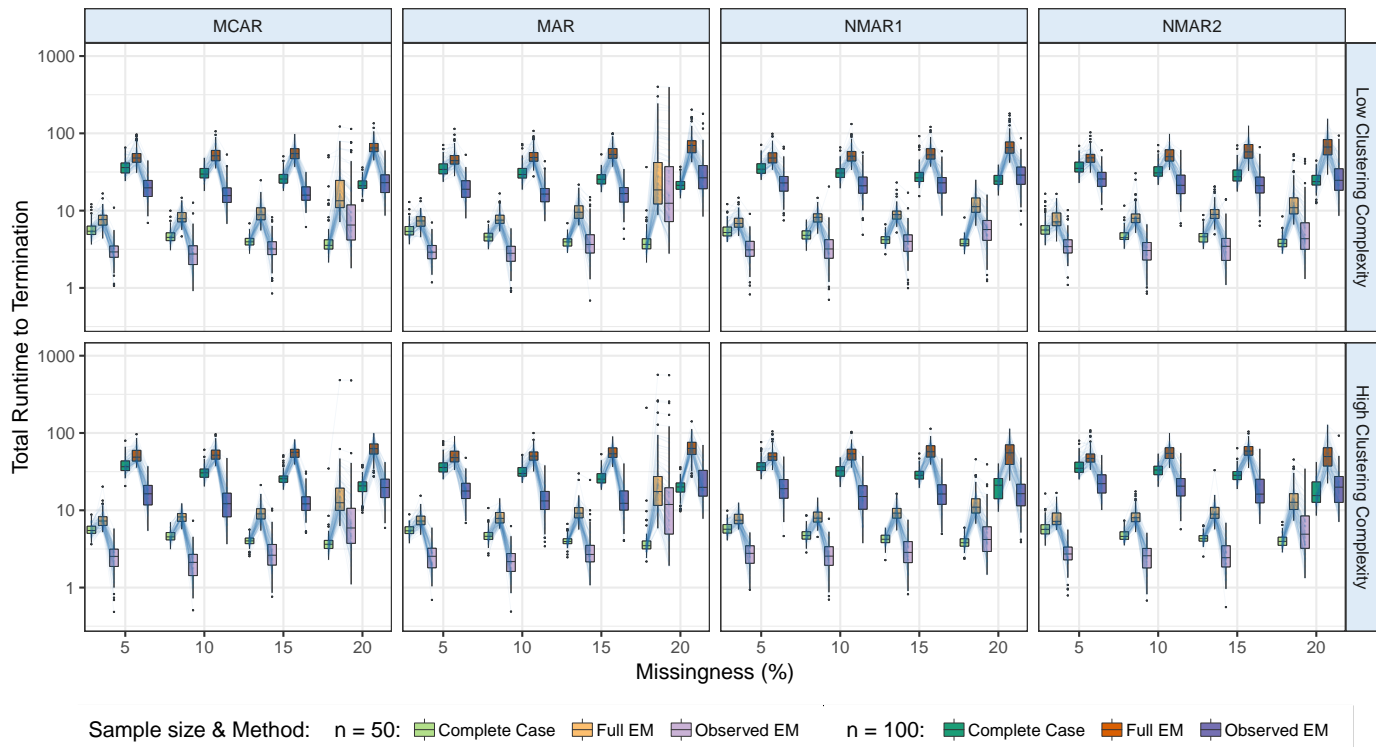 MCAR MAR NMAR1 NMAR2
Total Runtime to Termination
1000
100
10
1
Low Clustering Complexity
1000
100
10
1
High Clustering Complexity
5 10 15 20 5 10 15 20 5 10 15 20 5 10 15 20
Missingness (%)
Sample size & Method: n = 50: Complete Case Full EM Observed EM n = 100: Complete Case Full EM Observed EM